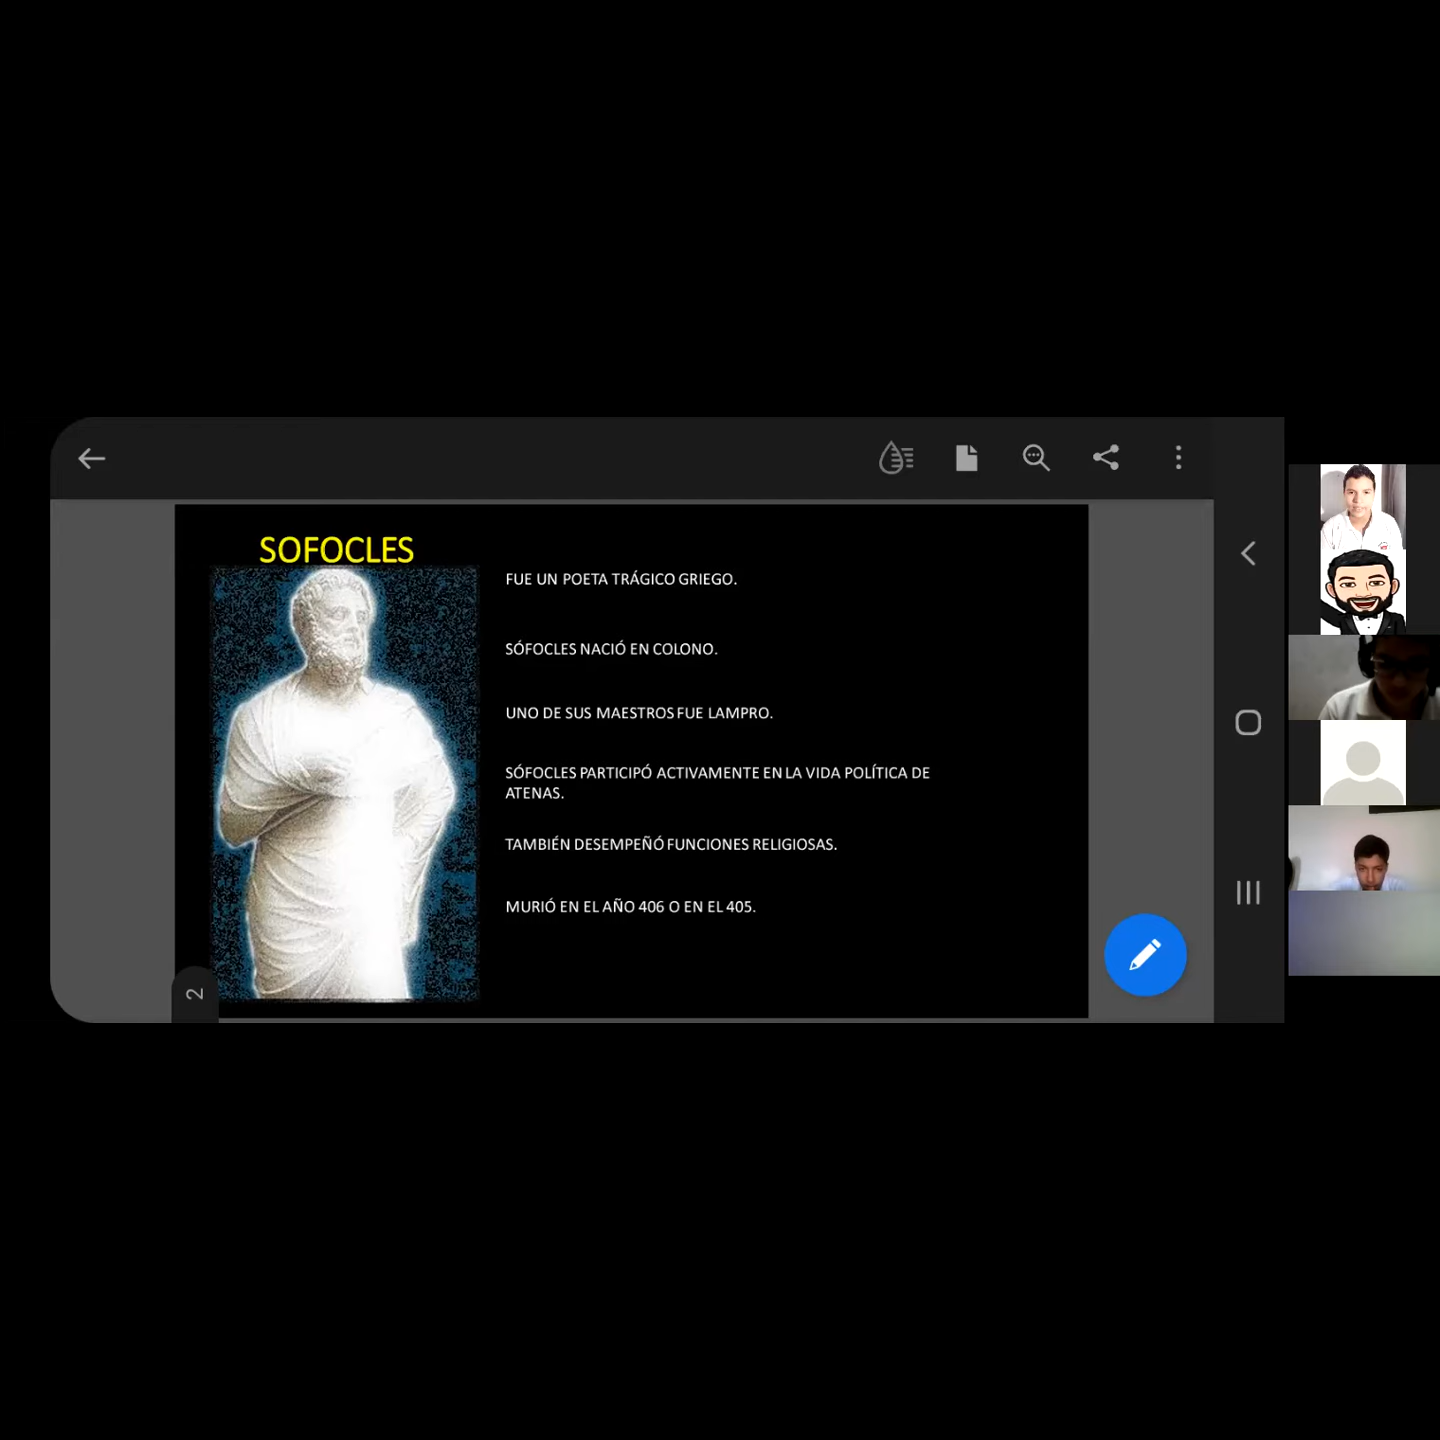 SOFOCLES
FUE UN POETA TRÁGICO GRIEGO.
SÓFOCLES NACIÓ EN COLONO.
UNO DE SUS MAESTROS FUE LAMPRO.
SÓFOCLES PARTICIPÓ ACTIVAMENTE EN LA VIDA POLÍTICA DE
ATENAS.
TAMBIÉN DESEMPEÑÓ FUNCIONES RELIGIOSAS.
MURIÓ EN EL AÑO 406 O EN EL 405.
2